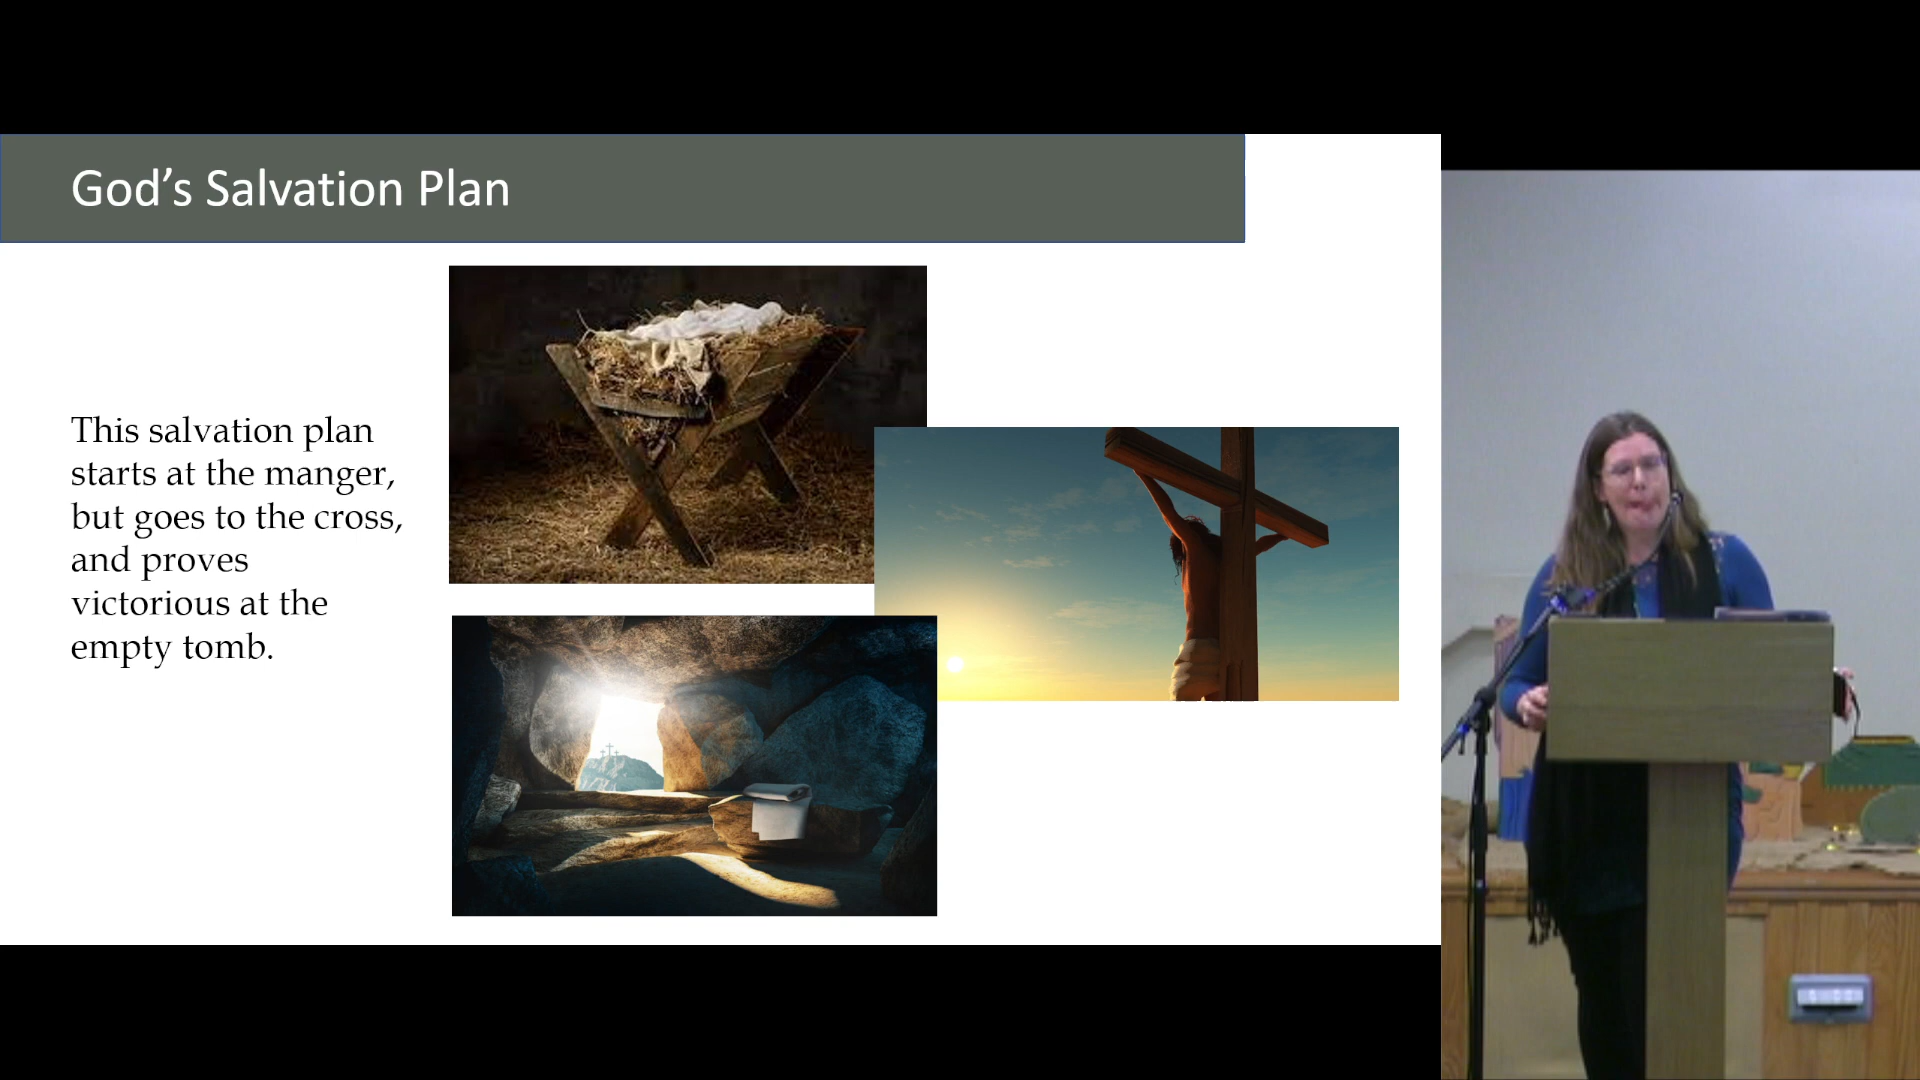 God’s Salvation Plan
This salvation plan
starts at the manger,
but goes to the cross,
and proves
victorious at the
empty tomb.